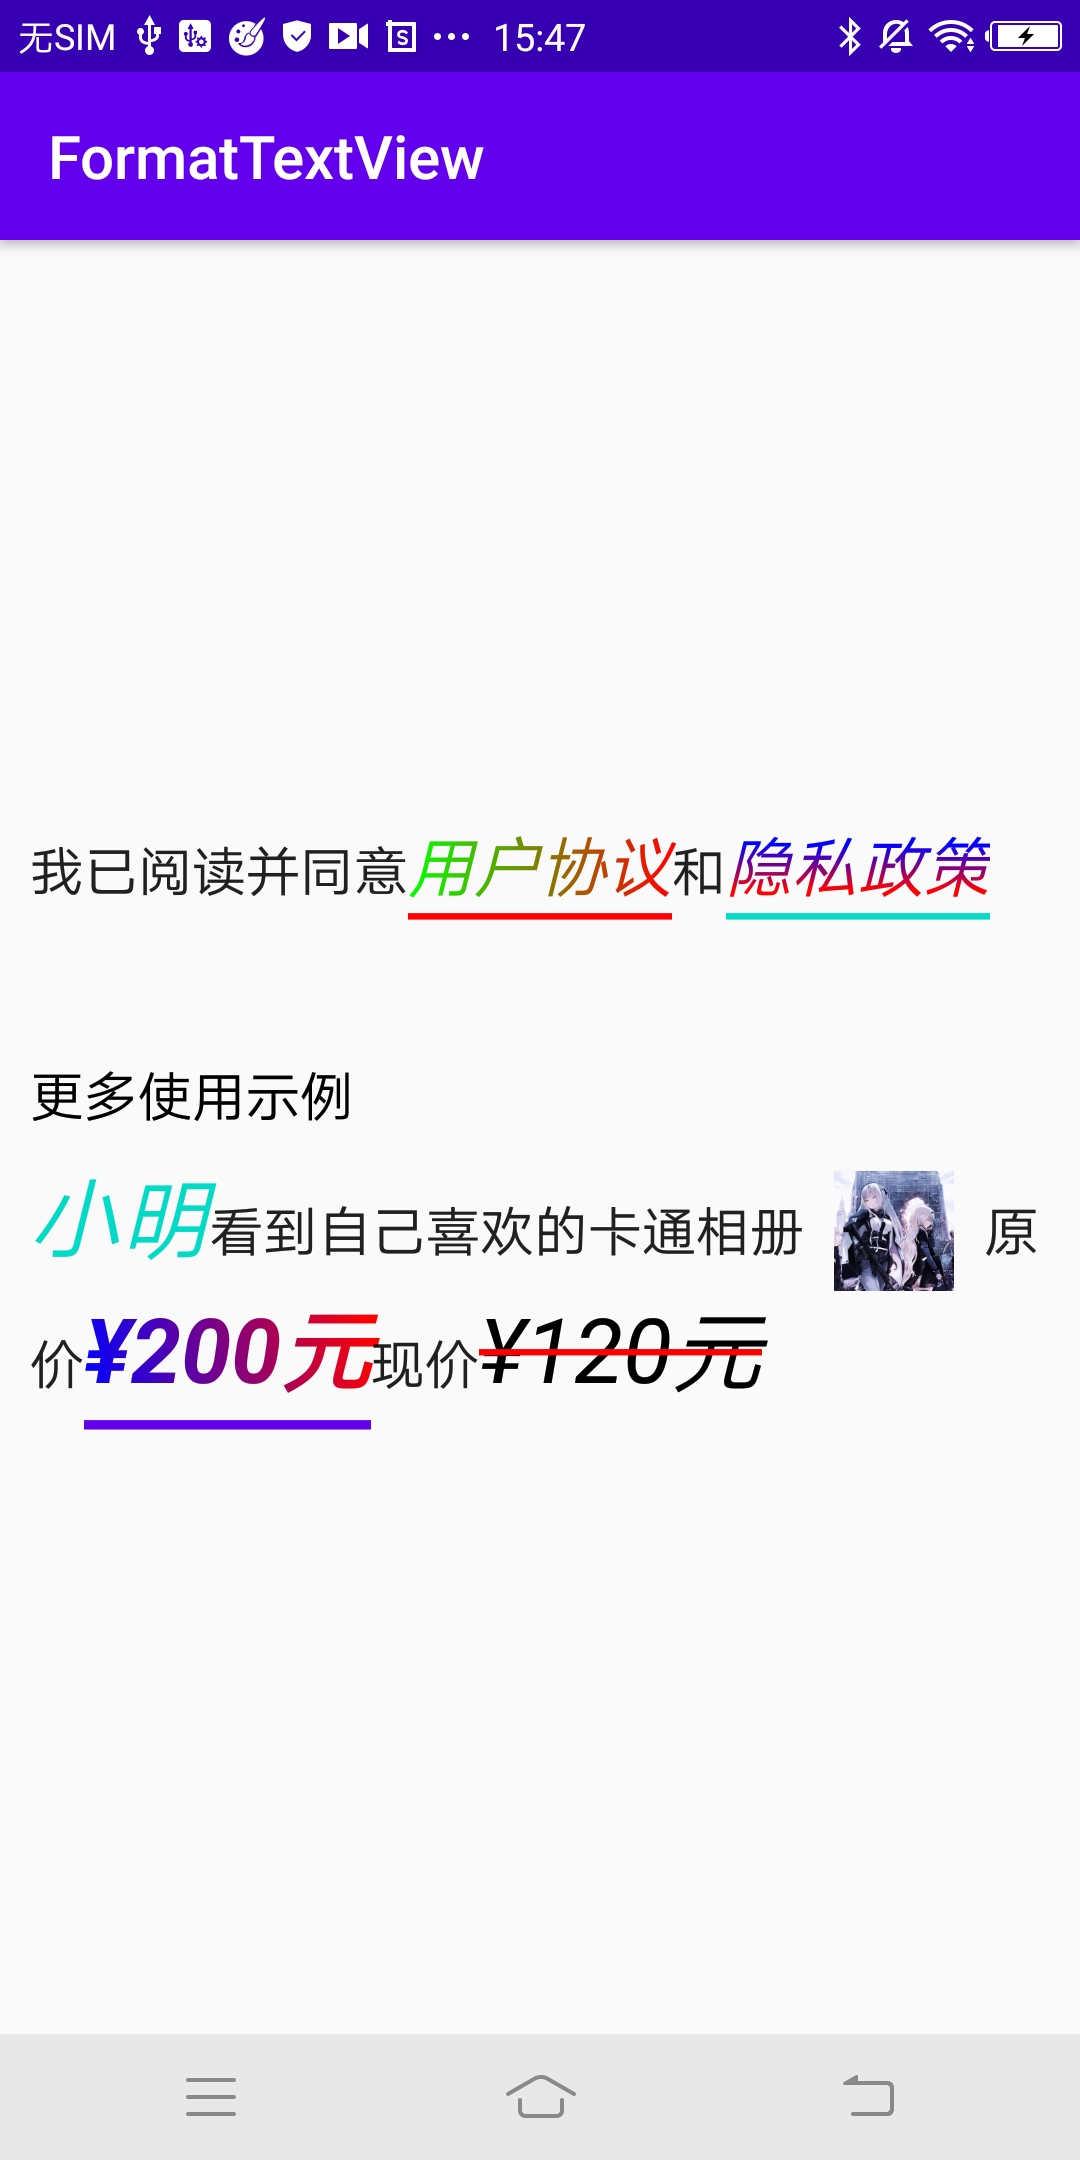 无SIM 15:47
FormatTextView
我已阅读并同意用户协议和隐私政策
更多使用示例
小明看到自己喜欢的卡通相册 原
价¥200元现价¥120元